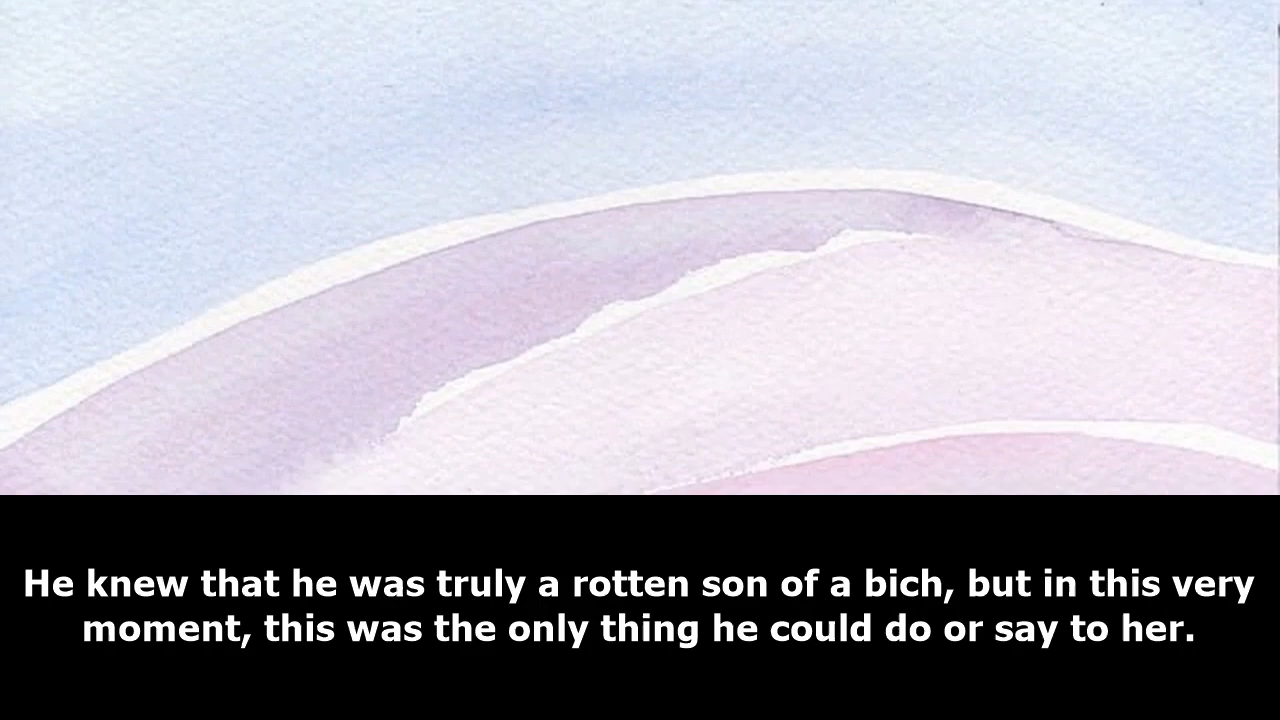 He knew that he was truly a rotten son of a bich, but in this very
moment, this was the only thing he could do or say to her.